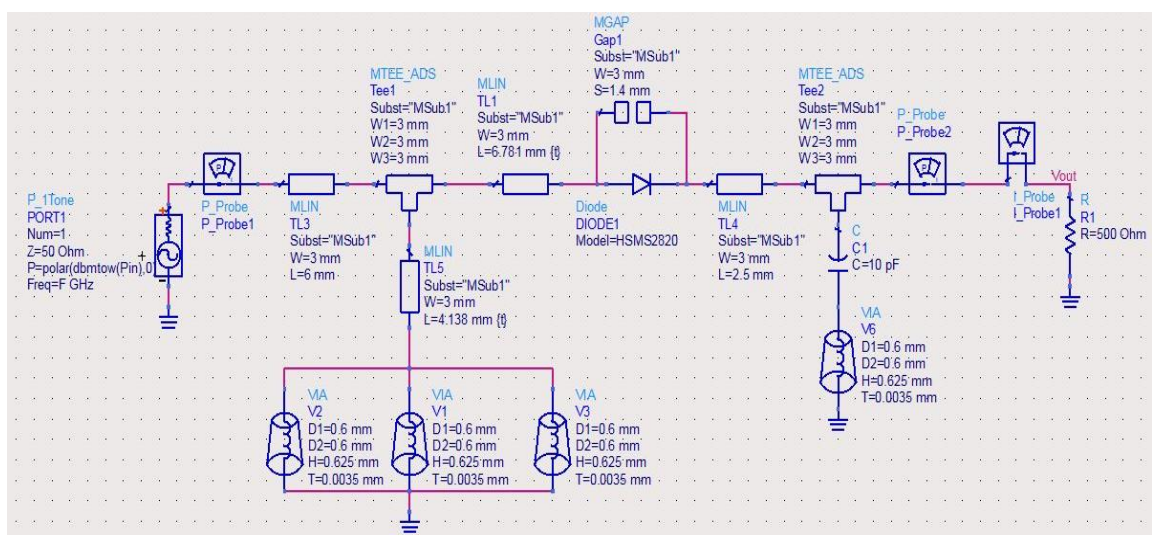 MGAP
Gap1
Subst="MSub1"
W=3 mm
S=1.4 mm
MTEE_ADS
Tee1
Subst="MSub1"
W1=3 mm
W2=3 mm
W3=3 mm
MLIN
TL1
Subst="MSub1"
W=3 mm
L=6.781 mm {t}
MTEE_ADS
Tee2
Subst="MSub1"
W1=3 mm
W2=3 mm
W3=3 mm
P_Probe
P_Probe2
P_1Tone
PORT1
Num=1
Z=50 Ohm
P=polar(dbmtow(Pin),0
Freq=F GHz
P_Probe
P_Probe1
MLIN
TL3
Subst="MSub1"
W=3 mm
L=6 mm
Diode
DIODE1
Model=HSMS2820
MLIN
TL4
Subst="MSub1"
W=3 mm
L=2.5 mm
Vout
I_Probe
I_Probe1
R
R1
R=500 Ohm
C
C1
C=10 pF
MLIN
TL5
Subst="MSub1"
W=3 mm
L=4.138 mm {t}
VIA
V6
D1=0.6 mm
D2=0.6 mm
H=0.625 mm
T=0.0035 mm
VIA
V2
D1=0.6 mm
D2=0.6 mm
H=0.625 mm
T=0.0035 mm
VIA
V1
D1=0.6 mm
D2=0.6 mm
H=0.625 mm
T=0.0035 mm
VIA
V3
D1=0.6 mm
D2=0.6 mm
H=0.625 mm
T=0.0035 mm